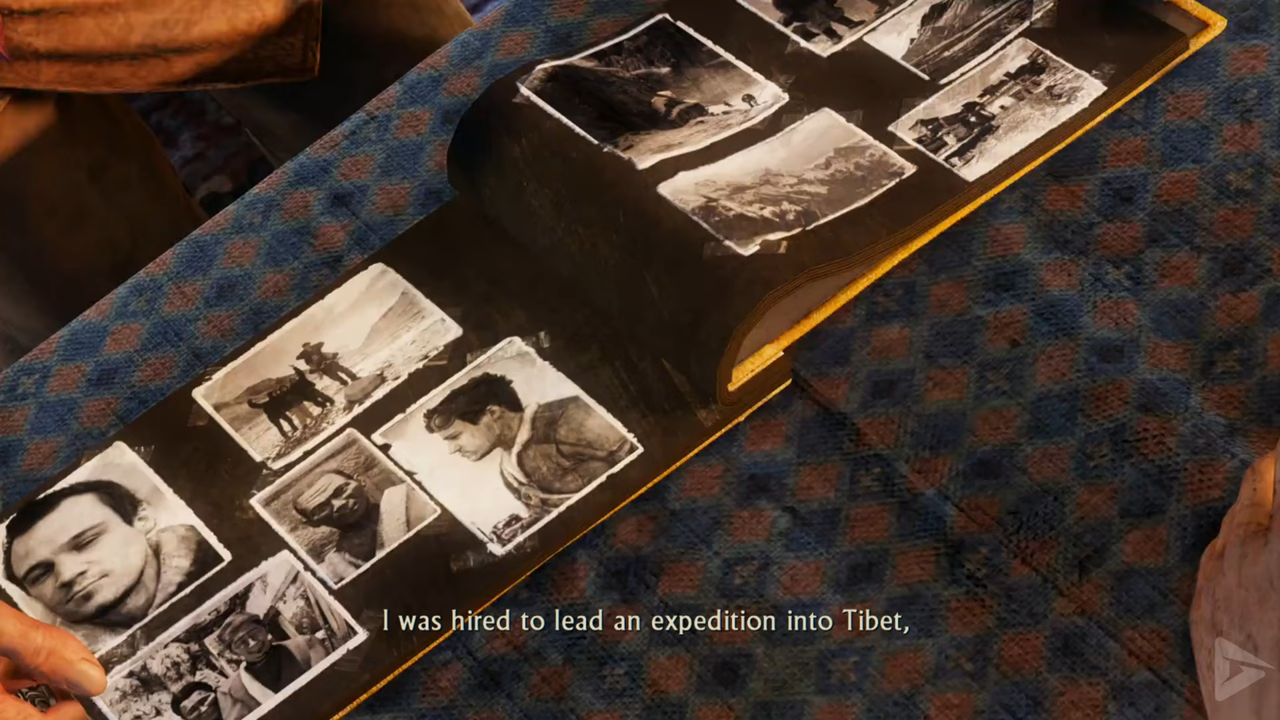 I was hired to lead an expedition into Tibet,